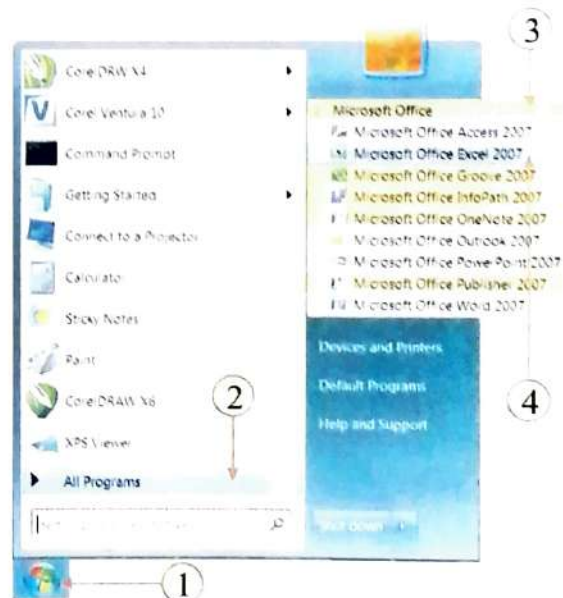 3
Corel DRW X4
Corel Ventura 10
Command Prompt
Getting Started
Connect to a Projector
Calculator
Sticky Notes
Paint
CorelDRAW X6
XPS Viewer
2
All Programs
Microsoft Office
Microsoft Office Access 2007
Microsoft Office Excel 2007
Microsoft Office Groove 2007
Microsoft Office InfoPath 2007
Microsoft Office OneNote 2007
Microsoft Office Outlook 2007
Microsoft Office PowerPoint 2007
Microsoft Office Publisher 2007
Microsoft Office Word 2007
Devices and Printers
Default Programs
4
Help and Support
Shut down
1